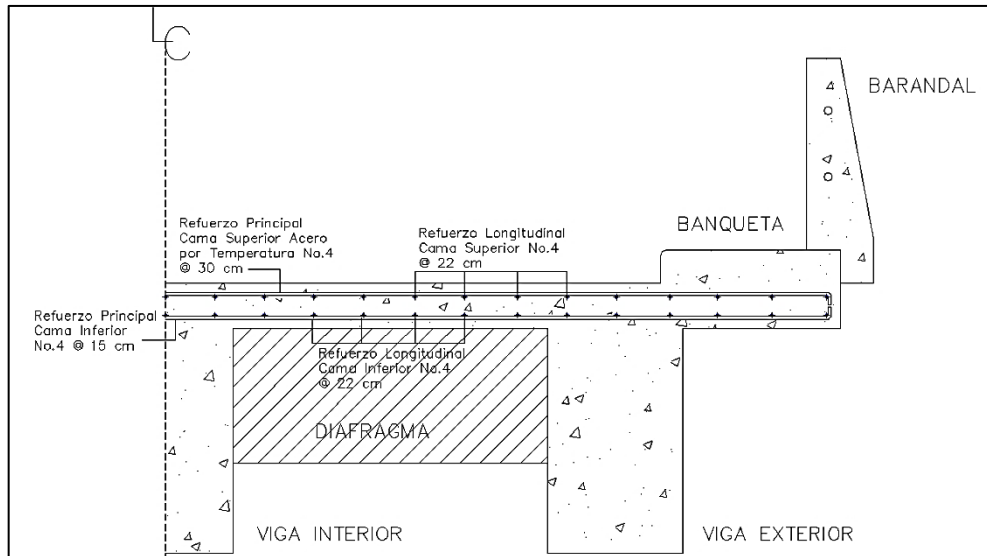 BARANDAL
BANQUETA
Refuerzo Principal
Cama Superior Acero
por Temperatura No.4
@ 30 cm
Refuerzo Longitudinal
Cama Superior No.4
@ 22 cm
Refuerzo Principal
Cama Inferior
No.4 @ 15 cm
Refuerzo Longitudinal
Cama Inferior No.4
@ 22 cm
DIAFRAGMA
VIGA INTERIOR
VIGA EXTERIOR